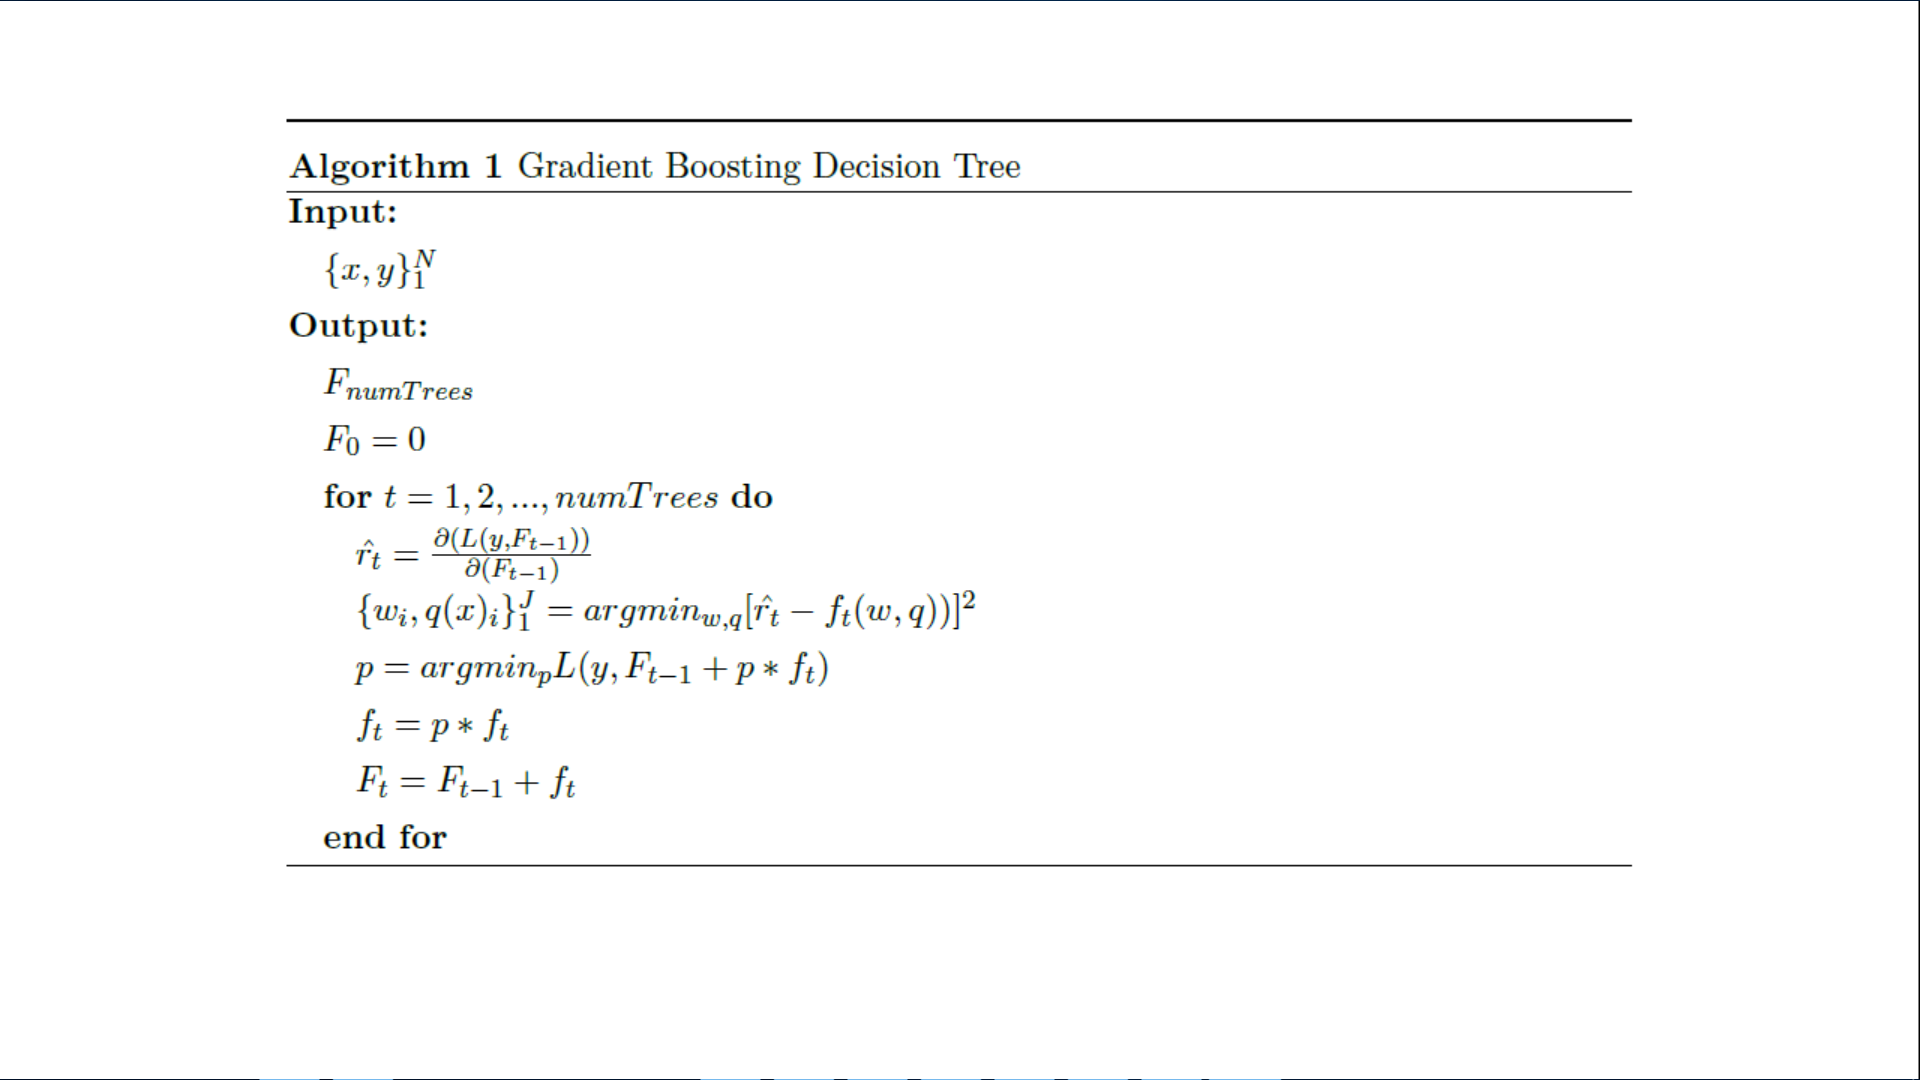 Algorithm 1 Gradient Boosting Decision Tree
Input:
$\{x, y\}_1^N$
Output:
$F_{numTrees}$
$F_0 = 0$
for $t = 1, 2, ..., numTrees$ do
$\hat{r_t} = \frac{\partial(L(y,F_{t-1}))}{\partial(F_{t-1})}$
$\{w_i, q(x)_i\}_1^J = argmin_{w,q}[\hat{r_t} - f_t(w, q))]^2$
$p = argmin_p L(y, F_{t-1} + p * f_t)$
$f_t = p * f_t$
$F_t = F_{t-1} + f_t$
end for